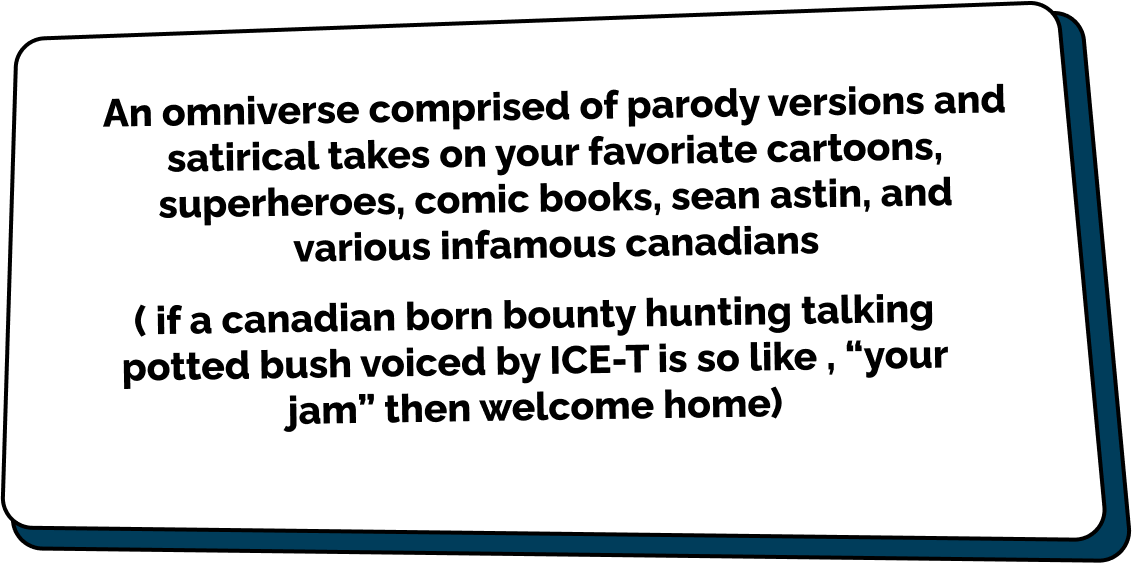 An omniverse comprised of parody versions and
satirical takes on your favoriate cartoons,
superheroes, comic books, sean astin, and
various infamous canadians
( if a canadian born bounty hunting talking
potted bush voiced by ICE-T is so like , “your
jam” then welcome home)